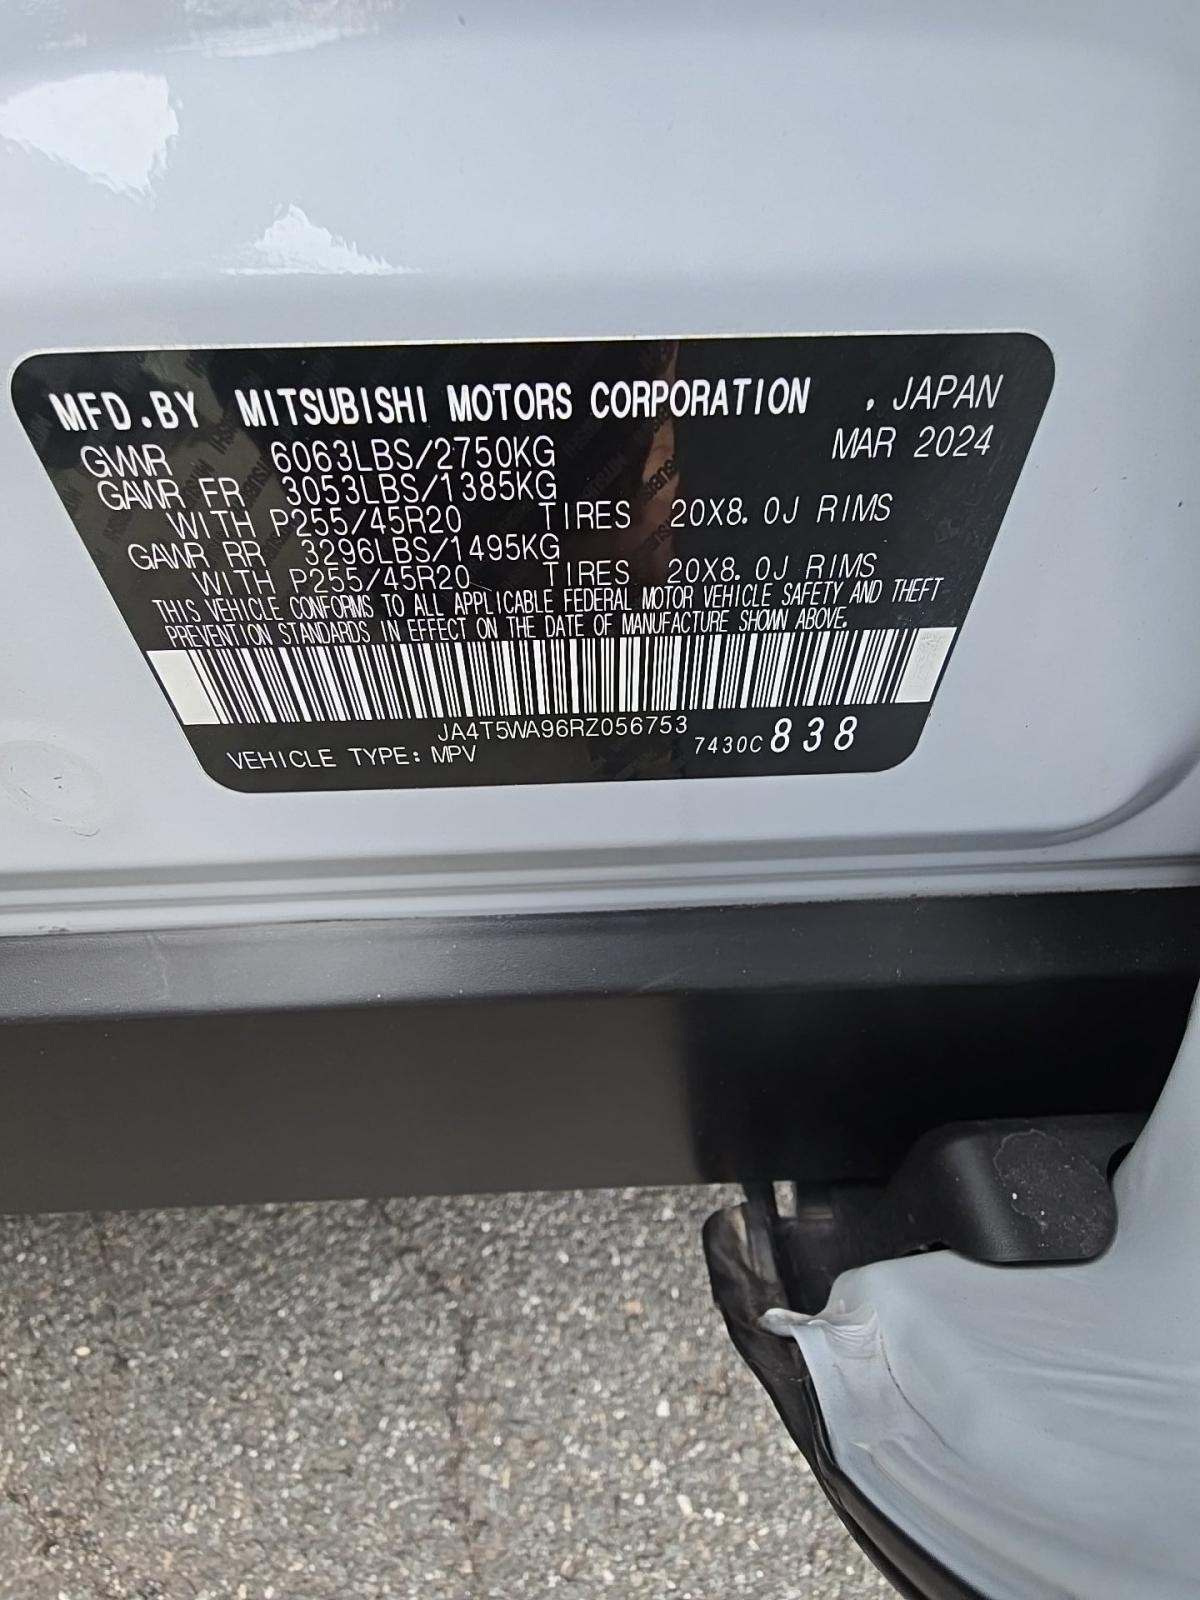 MFD.BY MITSUBISHI MOTORS CORPORATION , JAPAN
GVWR 6063LBS/2750KG MAR 2024
GAWR FR 3053LBS/1385KG
WITH P255/45R20 TIRES 20X8.0J RIMS
GAWR RR 3296LBS/1495KG
WITH P255/45R20 TIRES 20X8.0J RIMS
THIS VEHICLE CONFORMS TO ALL APPLICABLE FEDERAL MOTOR VEHICLE SAFETY AND THEFT
PREVENTION STANDARDS IN EFFECT ON THE DATE OF MANUFACTURE SHOWN ABOVE.
JA4T5WA96RZ056753
VEHICLE TYPE: MPV 7430C 838